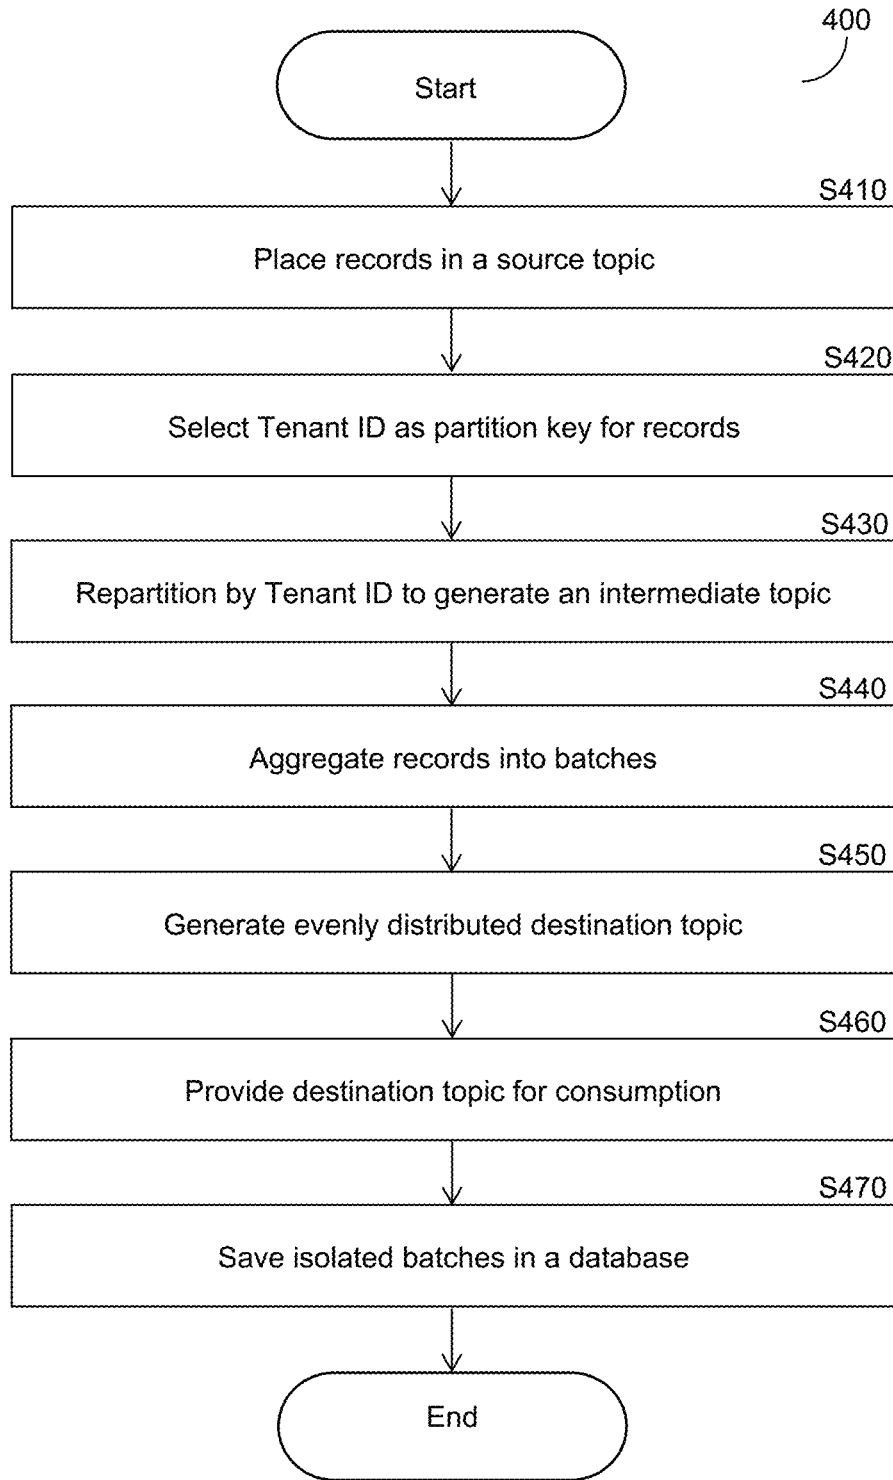 400
Start
S410
Place records in a source topic
S420
Select Tenant ID as partition key for records
S430
Repartition by Tenant ID to generate an intermediate topic
S440
Aggregate records into batches
S450
Generate evenly distributed destination topic
S460
Provide destination topic for consumption
S470
Save isolated batches in a database
End